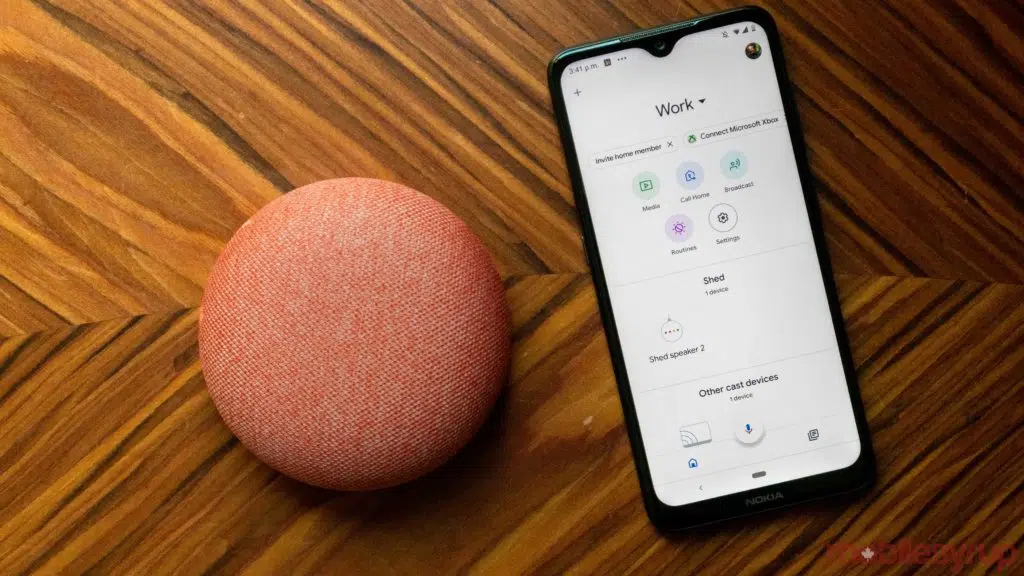 3:41 p.m.
Work
Invite home member
Connect Microsoft Xbox
Media
Call Home
Broadcast
Routines
Settings
Shed
1 device
Shed speaker 2
Other cast devices
1 device
NOKIA
mobilesyrup